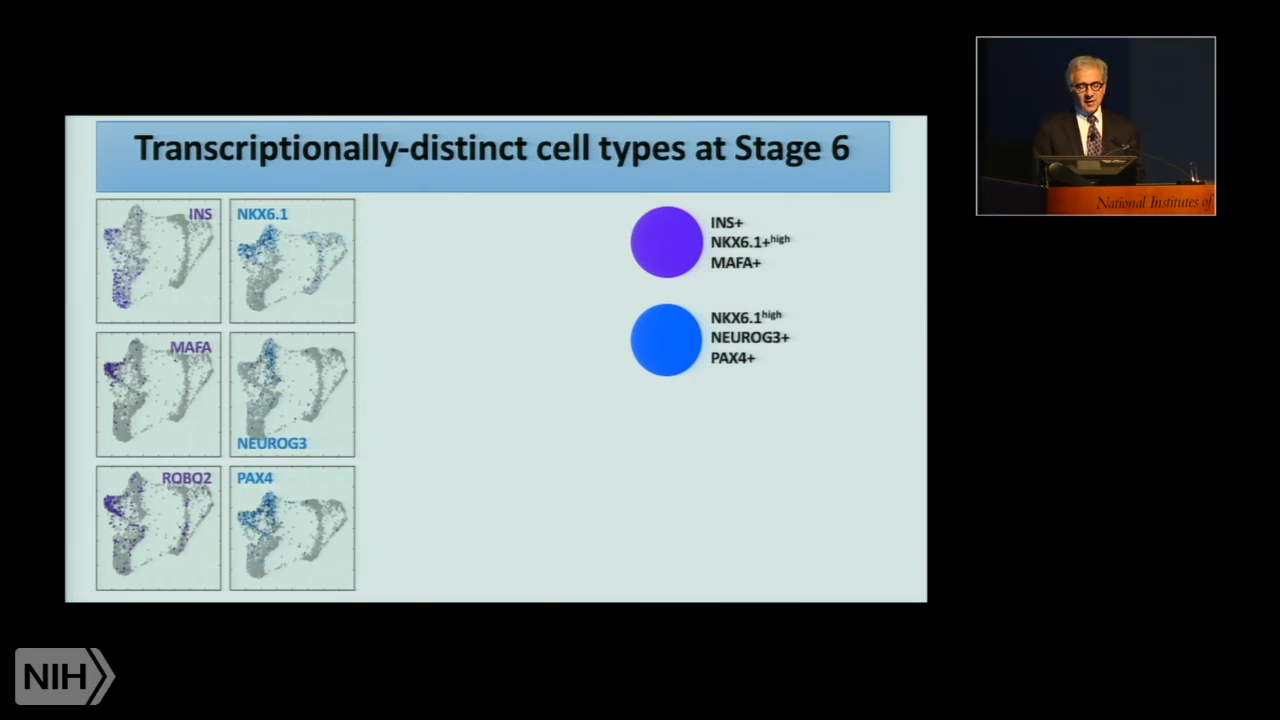 Transcriptionally-distinct cell types at Stage 6
INS
NKX6.1
MAFA
NEUROG3
ROBO2
PAX4
INS+
NKX6.1+high
MAFA+
NKX6.1high
NEUROG3+
PAX4+
National Institutes of
NIH